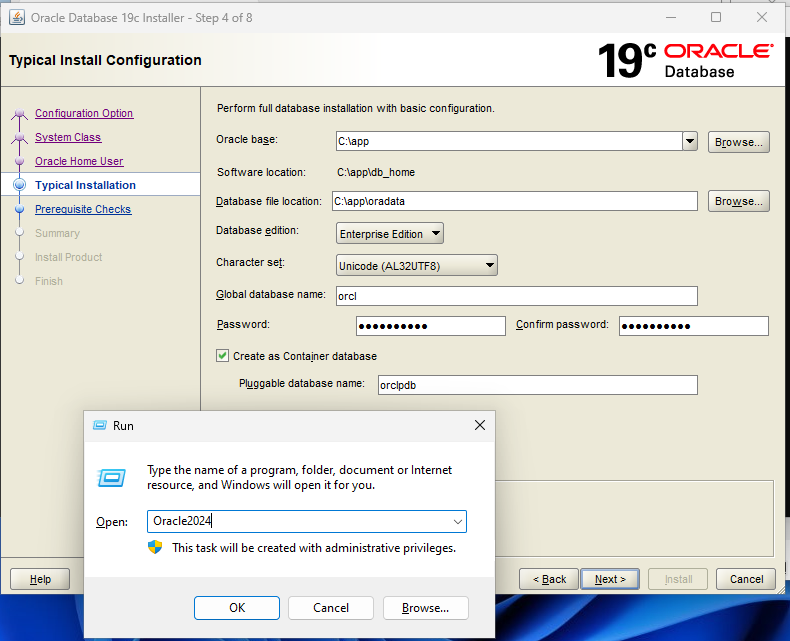 Oracle Database 19c Installer - Step 4 of 8
Typical Install Configuration
19c ORACLE Database
Configuration Option
System Class
Oracle Home User
Typical Installation
Prerequisite Checks
Summary
Install Product
Finish
Perform full database installation with basic configuration.
Oracle base: C:\app Browse...
Software location: C:\app\db_home
Database file location: C:\app\oradata Browse...
Database edition: Enterprise Edition
Character set: Unicode (AL32UTF8)
Global database name: orcl
Password: ●●●●●●●●●● Confirm password: ●●●●●●●●●●
Create as Container database
Pluggable database name: orclpdb
Run
Type the name of a program, folder, document or Internet
resource, and Windows will open it for you.
Open: Oracle2024
This task will be created with administrative privileges.
OK Cancel Browse...
Help < Back Next > Install Cancel